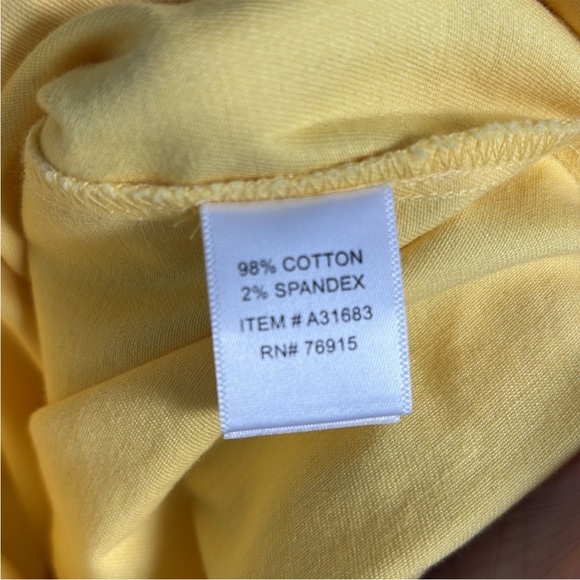 98% COTTON
2% SPANDEX
ITEM # A31683
RN# 76915